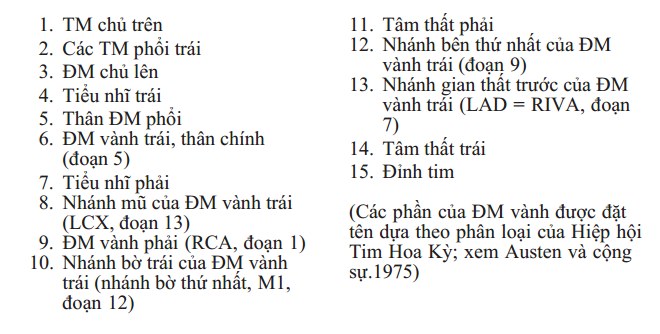 1. TM chủ trên
2. Các TM phổi trái
3. ĐM chủ lên
4. Tiểu nhĩ trái
5. Thân ĐM phổi
6. ĐM vành trái, thân chính
(đoạn 5)
7. Tiểu nhĩ phải
8. Nhánh mũ của ĐM vành trái
(LCX, đoạn 13)
9. ĐM vành phải (RCA, đoạn 1)
10. Nhánh bờ trái của ĐM vành
trái (nhánh bờ thứ nhất, M1,
đoạn 12)
11. Tâm thất phải
12. Nhánh bên thứ nhất của ĐM
vành trái (đoạn 9)
13. Nhánh gian thất trước của ĐM
vành trái (LAD = RIVA, đoạn
7)
14. Tâm thất trái
15. Đỉnh tim
(Các phần của ĐM vành được đặt
tên dựa theo phân loại của Hiệp hội
Tim Hoa Kỳ; xem Austen và cộng
sự.1975)